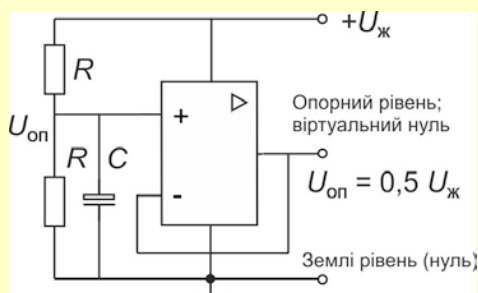 +Uж
R
Опорний рівень;
віртуальний нуль
Uоп
+
R C
Uоп = 0,5 Uж
-
Землі рівень (нуль)